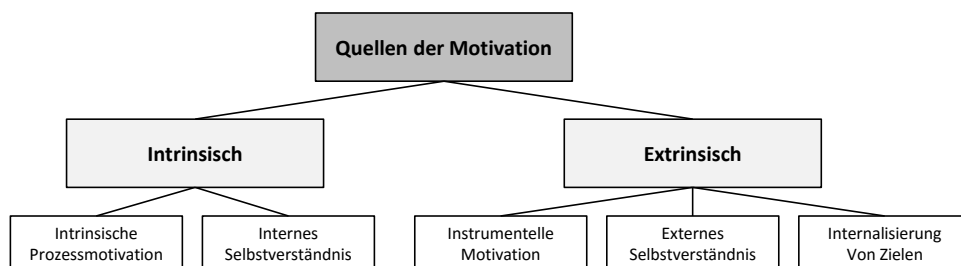 Quellen der Motivation
Intrinsisch
Extrinsisch
Intrinsische
Prozessmotivation
Internes
Selbstverständnis
Instrumentelle
Motivation
Externes
Selbstverständnis
Internalisierung
Von Zielen